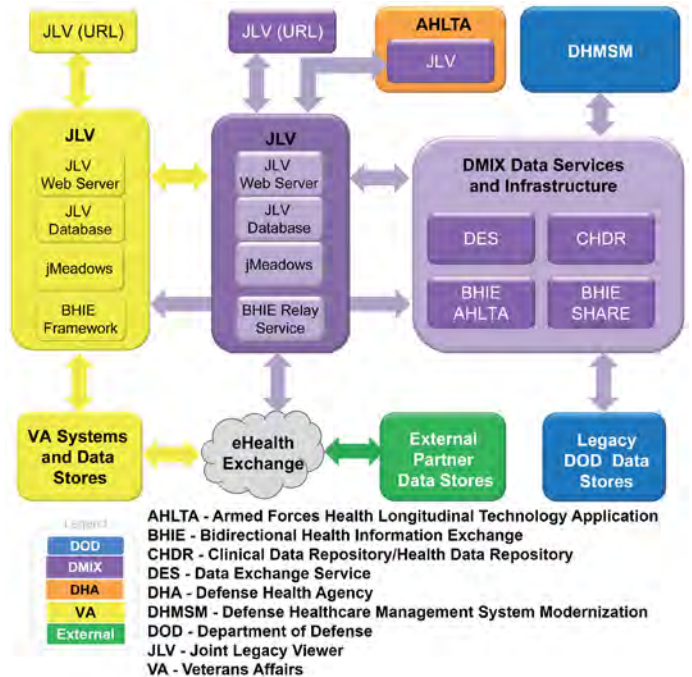 JLV (URL)
JLV (URL)
AHLTA
JLV
DHMSM
JLV
JLV
Web Server
JLV
Database
jMeadows
BHIE
Framework
JLV
JLV
Web Server
JLV
Database
jMeadows
BHIE Relay
Service
DMIX Data Services
and Infrastructure
DES
CHDR
BHIE
AHLTA
BHIE
SHARE
VA Systems
and Data
Stores
eHealth
Exchange
External
Partner
Data Stores
Legacy
DOD Data
Stores
Legend
DOD
DMIX
DHA
VA
External
AHLTA - Armed Forces Health Longitudinal Technology Application
BHIE - Bidirectional Health Information Exchange
CHDR - Clinical Data Repository/Health Data Repository
DES - Data Exchange Service
DHA - Defense Health Agency
DHMSM - Defense Healthcare Management System Modernization
DOD - Department of Defense
JLV - Joint Legacy Viewer
VA - Veterans Affairs